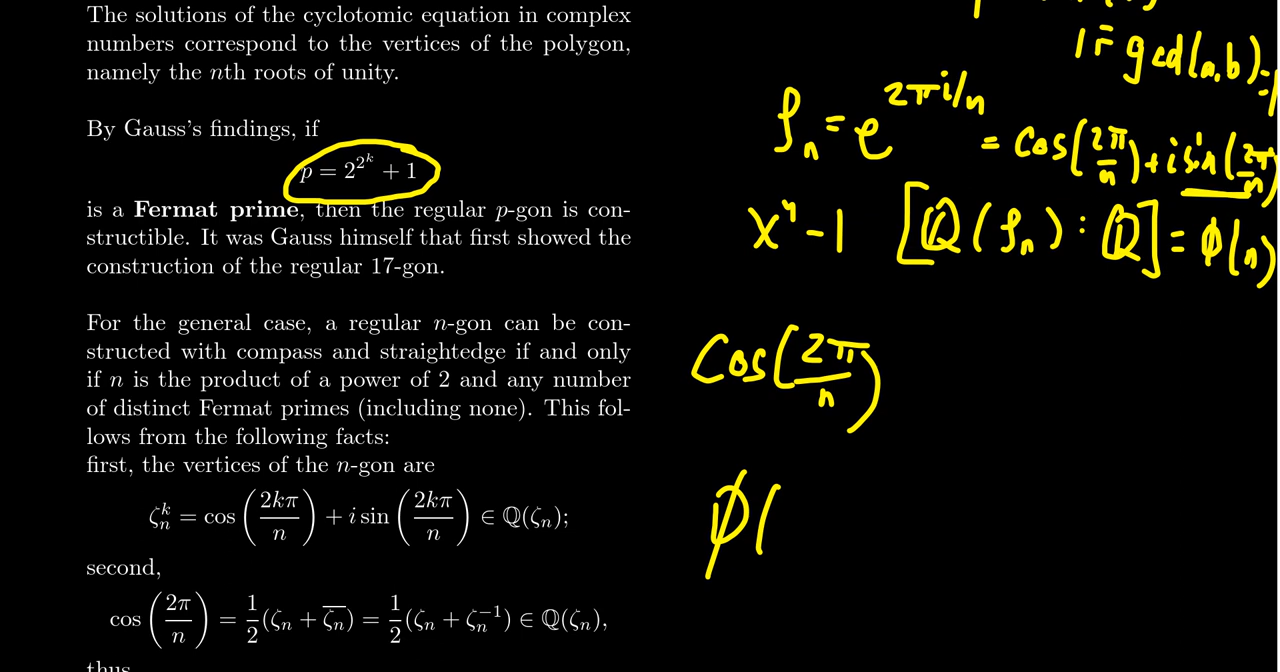 The solutions of the cyclotomic equation in complex
numbers correspond to the vertices of the polygon,
namely the nth roots of unity.
By Gauss's findings, if
p = 2^{2^k} + 1
is a Fermat prime, then the regular p-gon is con-
structible. It was Gauss himself that first showed the
construction of the regular 17-gon.
For the general case, a regular n-gon can be con-
structed with compass and straightedge if and only
if n is the product of a power of 2 and any number
of distinct Fermat primes (including none). This fol-
lows from the following facts:
first, the vertices of the n-gon are
ζ_n^k = cos(2kπ/n) + i sin(2kπ/n) ∈ ℚ(ζ_n);
second,
cos(2π/n) = 1/2(ζ_n + \overline{ζ_n}) = 1/2(ζ_n + ζ_n^{-1}) ∈ ℚ(ζ_n),
thus
if gcd(a,b)=1
ζ_n = e^{2πi/n} = cos(2π/n) + i sin(2π/n)
x^n - 1 [ℚ(ζ_n) : ℚ] = φ(n)
cos(2π/n)
φ(